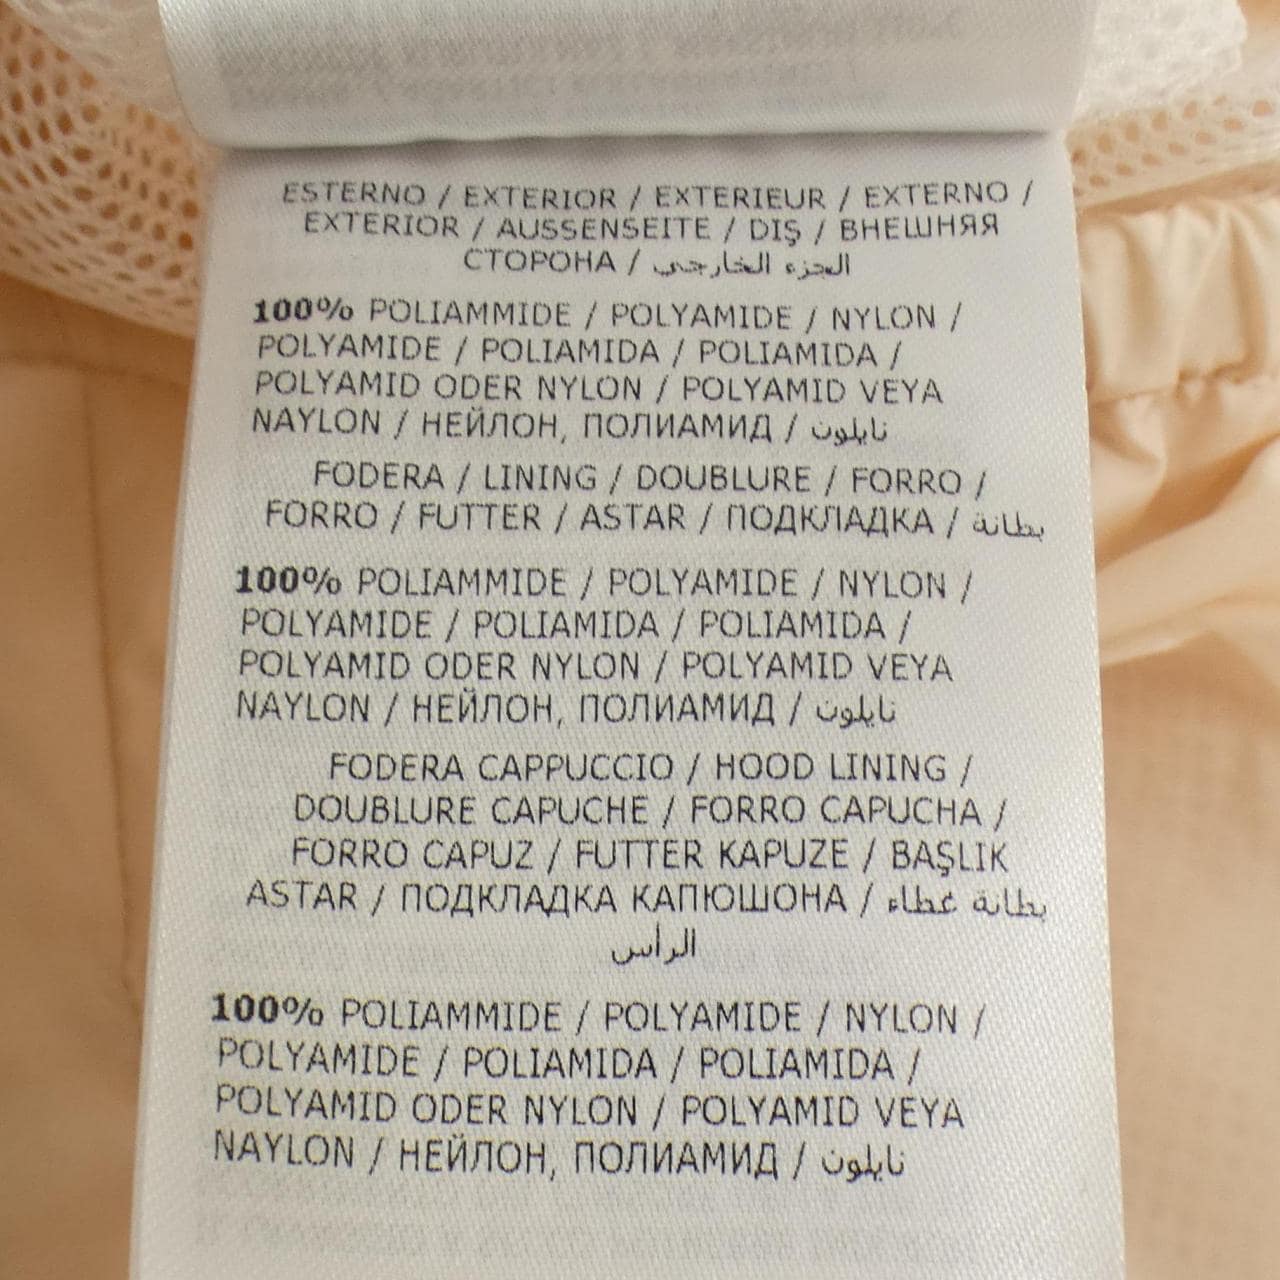 ESTERNO / EXTERIOR / EXTERIEUR / EXTERNO /
EXTERIOR / AUSSENSEITE / DIŞ / ВНЕШНЯЯ
СТОРОНА / الجزء الخارجي
100% POLIAMMIDE / POLYAMIDE / NYLON /
POLYAMIDE / POLIAMIDA / POLIAMIDA /
POLYAMID ODER NYLON / POLYAMID VEYA
NAYLON / НЕЙЛОН, ПОЛИАМИД / نايلون
FODERA / LINING / DOUBLURE / FORRO /
FORRO / FUTTER / ASTAR / ПОДКЛАДКА / بطانة
100% POLIAMMIDE / POLYAMIDE / NYLON /
POLYAMIDE / POLIAMIDA / POLIAMIDA /
POLYAMID ODER NYLON / POLYAMID VEYA
NAYLON / НЕЙЛОН, ПОЛИАМИД / نايلون
FODERA CAPPUCCIO / HOOD LINING /
DOUBLURE CAPUCHE / FORRO CAPUCHA /
FORRO CAPUZ / FUTTER KAPUZE / BAŞLIK
ASTAR / ПОДКЛАДКА КАПЮШОНА / بطانة غطاء
الرأس
100% POLIAMMIDE / POLYAMIDE / NYLON /
POLYAMIDE / POLIAMIDA / POLIAMIDA /
POLYAMID ODER NYLON / POLYAMID VEYA
NAYLON / НЕЙЛОН, ПОЛИАМИД / نايلون